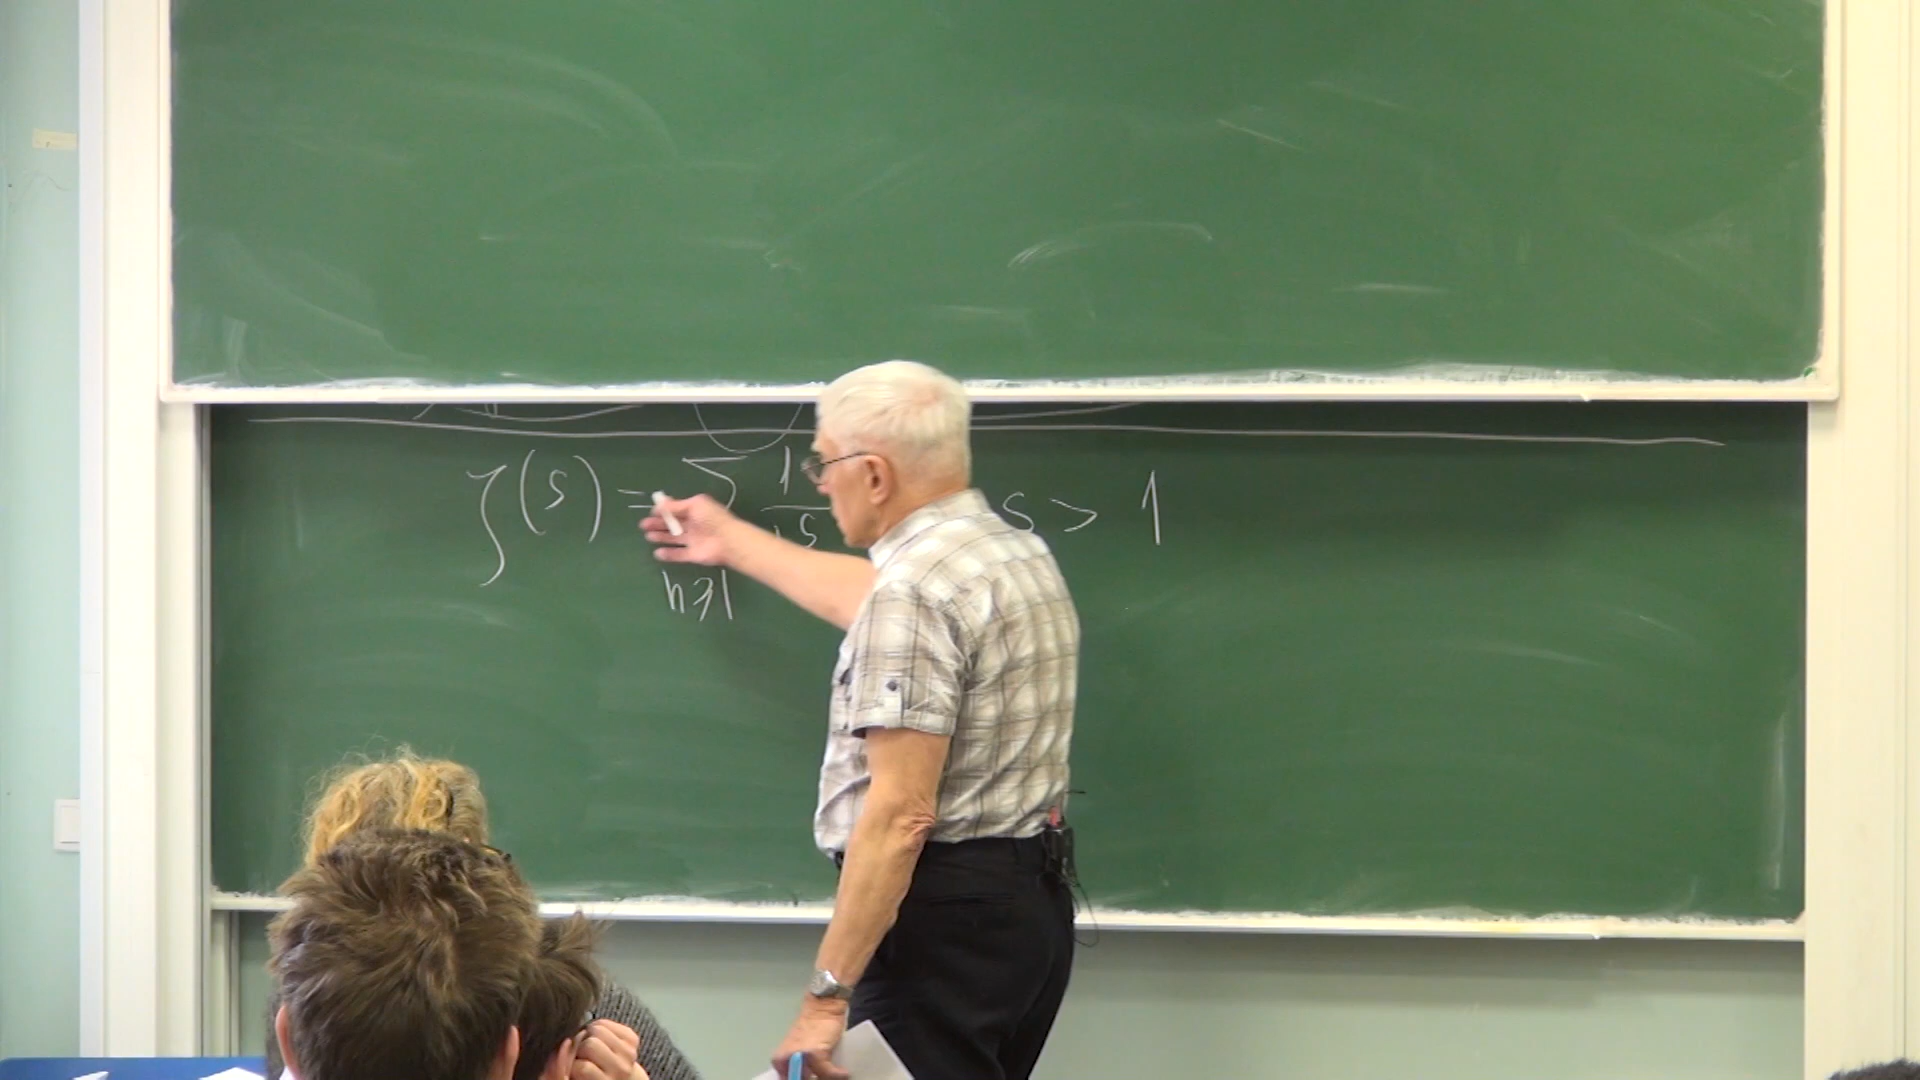 ζ(s) = ∑ 1/n^s s > 1
n⩾1